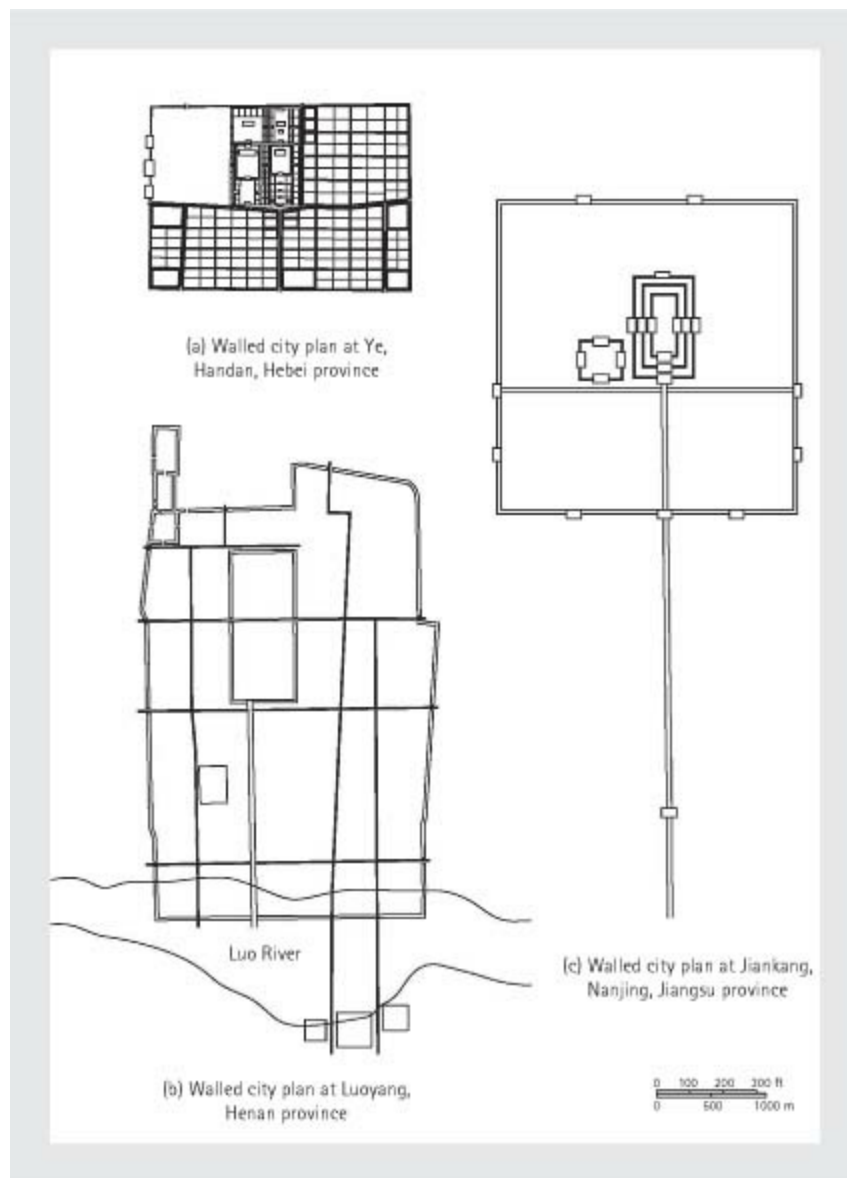 (a) Walled city plan at Ye,
Handan, Hebei province
Luo River
(b) Walled city plan at Luoyang,
Henan province
(c) Walled city plan at Jiankang,
Nanjing, Jiangsu province
0 100 200 300 ft
0 500 1000 m